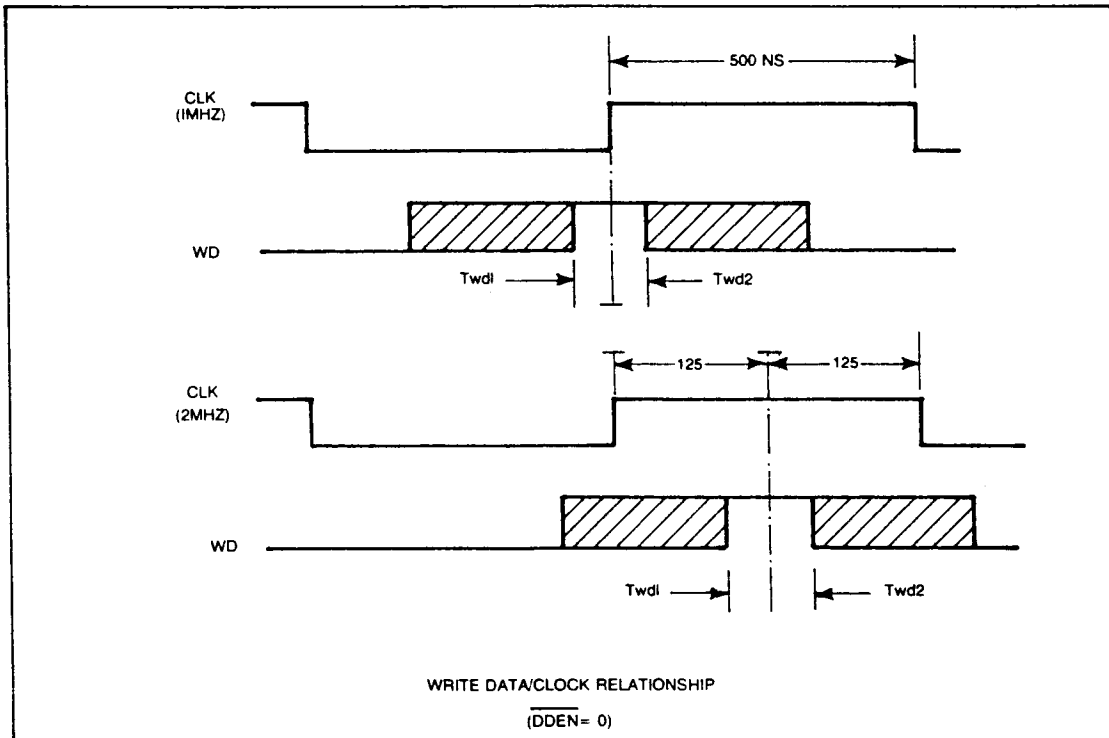 500 NS
CLK
(IMHZ)
WD
Twdl
Twd2
125
125
CLK
(2MHZ)
WD
Twdl
Twd2
WRITE DATA/CLOCK RELATIONSHIP
(DDEN = 0)